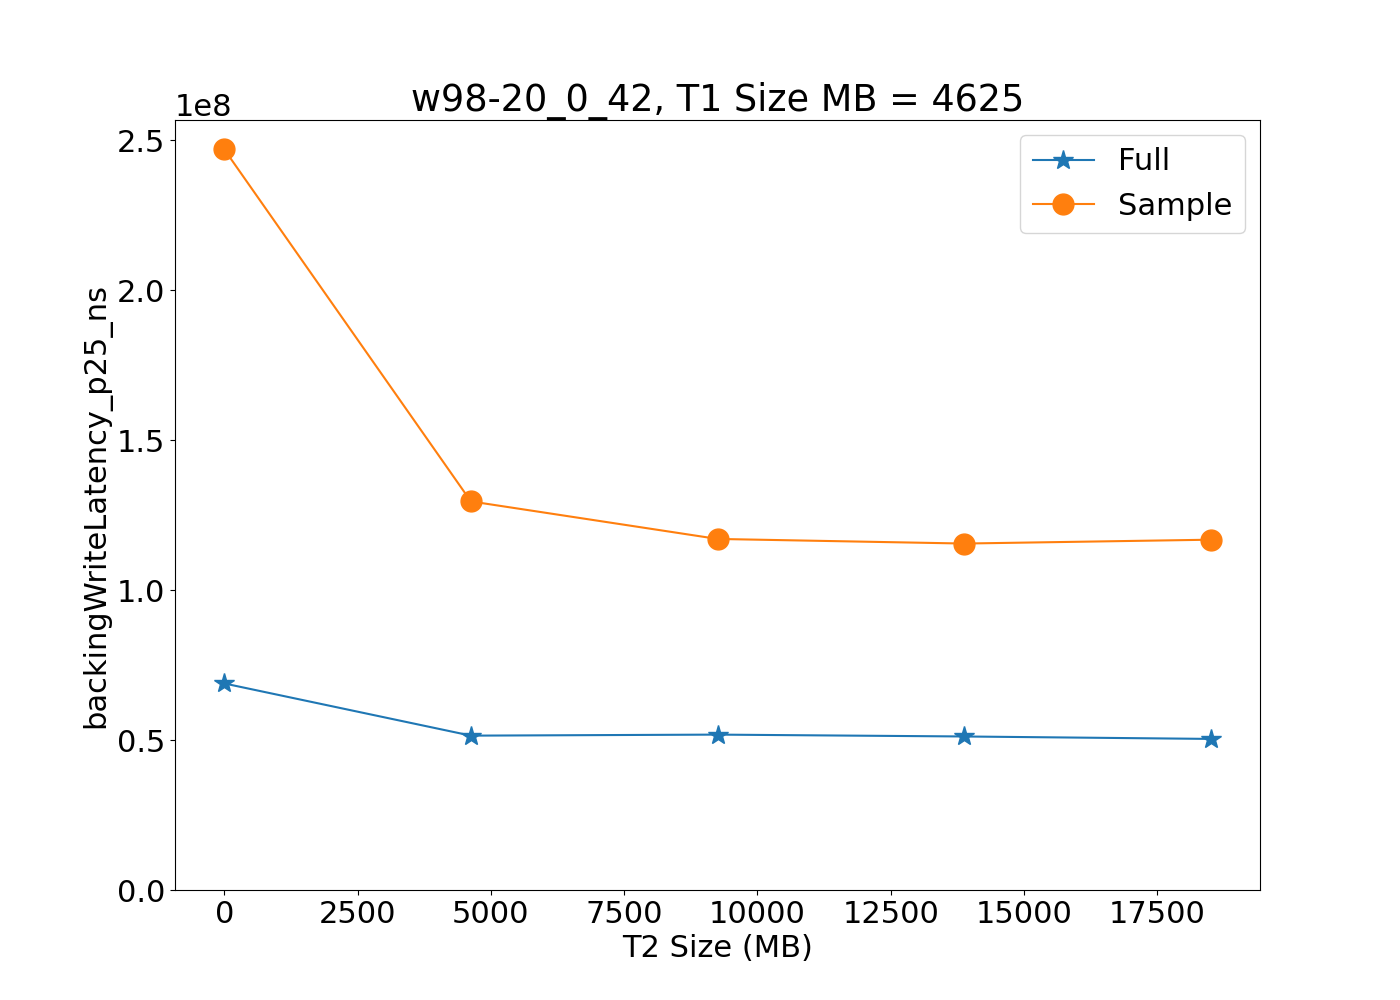 w98-20_0_42, T1 Size MB = 4625
1e8
2.5
2.0
1.5
1.0
0.5
0.0
backingWriteLatency_p25_ns
Full
Sample
0 2500 5000 7500 10000 12500 15000 17500
T2 Size (MB)